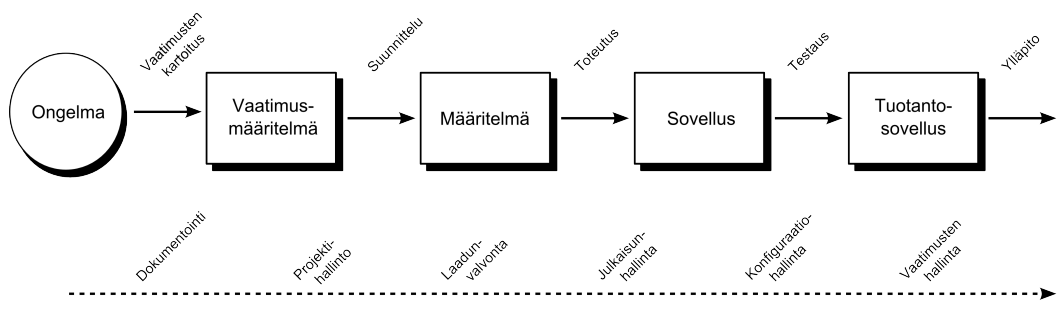 Vaatimusten
kartoitus
Suunnittelu
Toteutus
Testaus
Ylläpito
Ongelma
Vaatimus-
määritelmä
Määritelmä
Sovellus
Tuotanto-
sovellus
Dokumentointi
Projekti-
hallinto
Laadun-
valvonta
Julkaisun-
hallinta
Konfiguraatio-
hallinta
Vaatimusten
hallinta